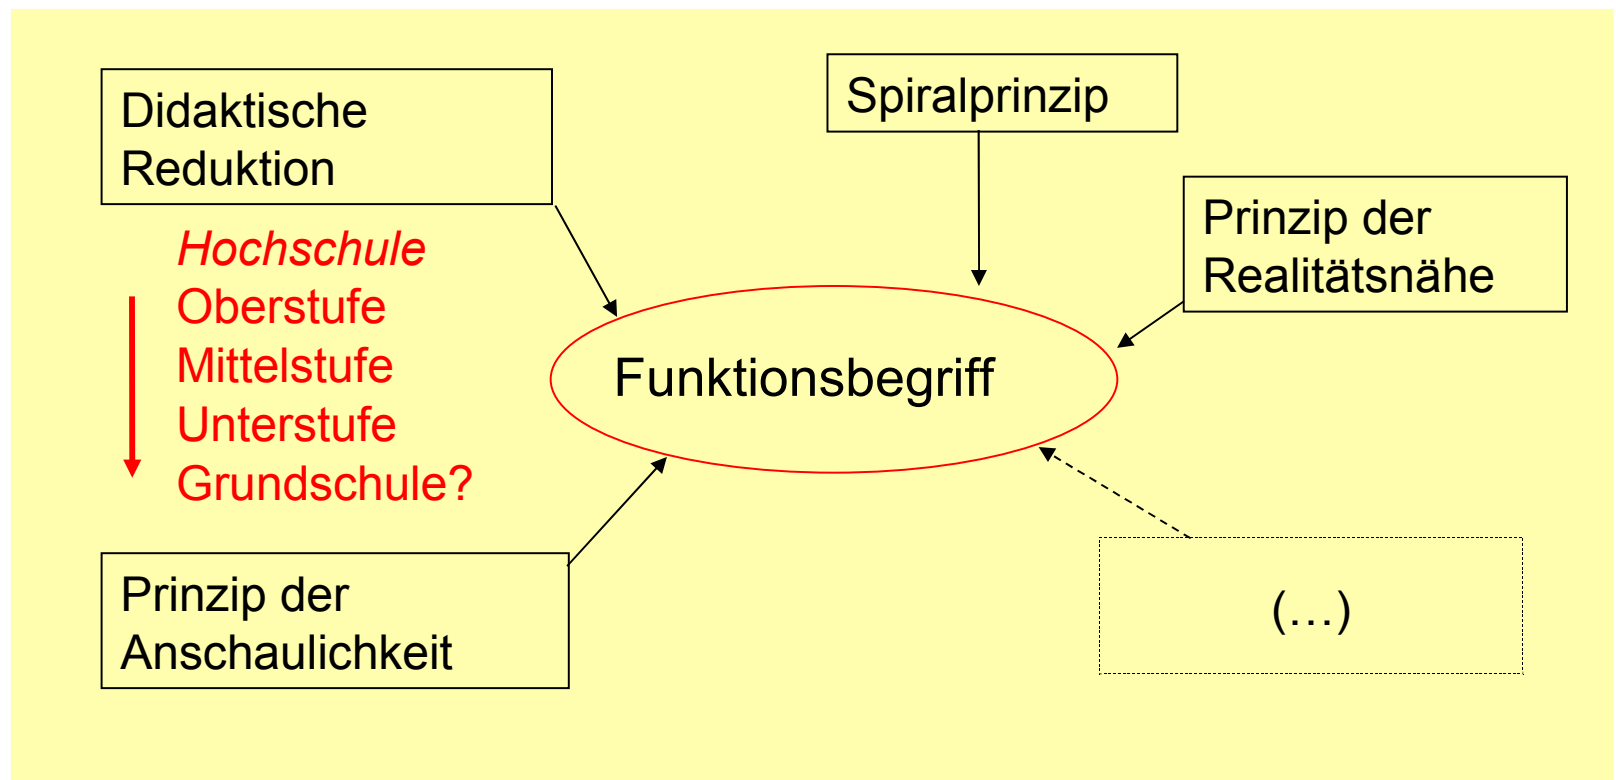 Didaktische
Reduktion
Spiralprinzip
Prinzip der
Realitätsnähe
Hochschule
Oberstufe
Mittelstufe
Unterstufe
Grundschule?
Funktionsbegriff
Prinzip der
Anschaulichkeit
(…)